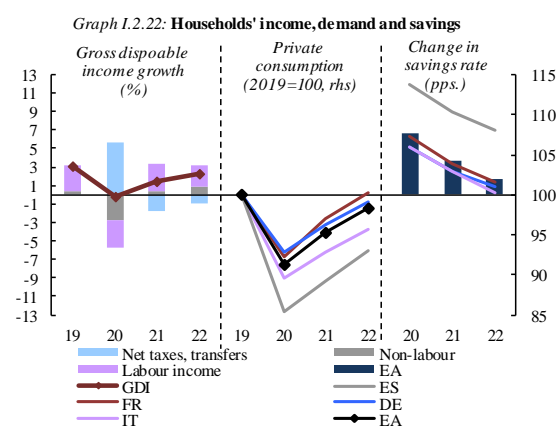 Graph I.2.22: Households' income, demand and savings
Gross dispoable
income growth
(%)
Private
consumption
(2019=100, rhs)
Change in
savings rate
(pps.)
13
11
9
7
5
3
1
-1
-3
-5
-7
-9
-11
-13
115
110
105
100
95
90
85
19 20 21 22 19 20 21 22 20 21 22
Net taxes, transfers Non-labour
Labour income EA
GDI ES
FR DE
IT EA